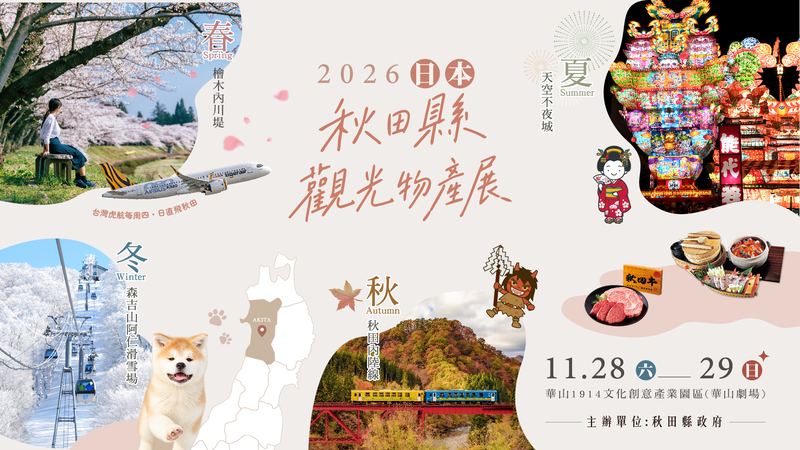 2026日本
秋田縣
觀光物產展
春
Spring
檜木內川堤
tigerair
台灣虎航每周四、日直飛秋田
夏
Summer
天空不夜城
冬
Winter
森吉山阿仁滑雪場
AKITA
秋
Autumn
秋田內陸線
秋田牛
11.28 六 — 29 日
華山1914文化創意產業園區(華山劇場)
主辦單位:秋田縣政府